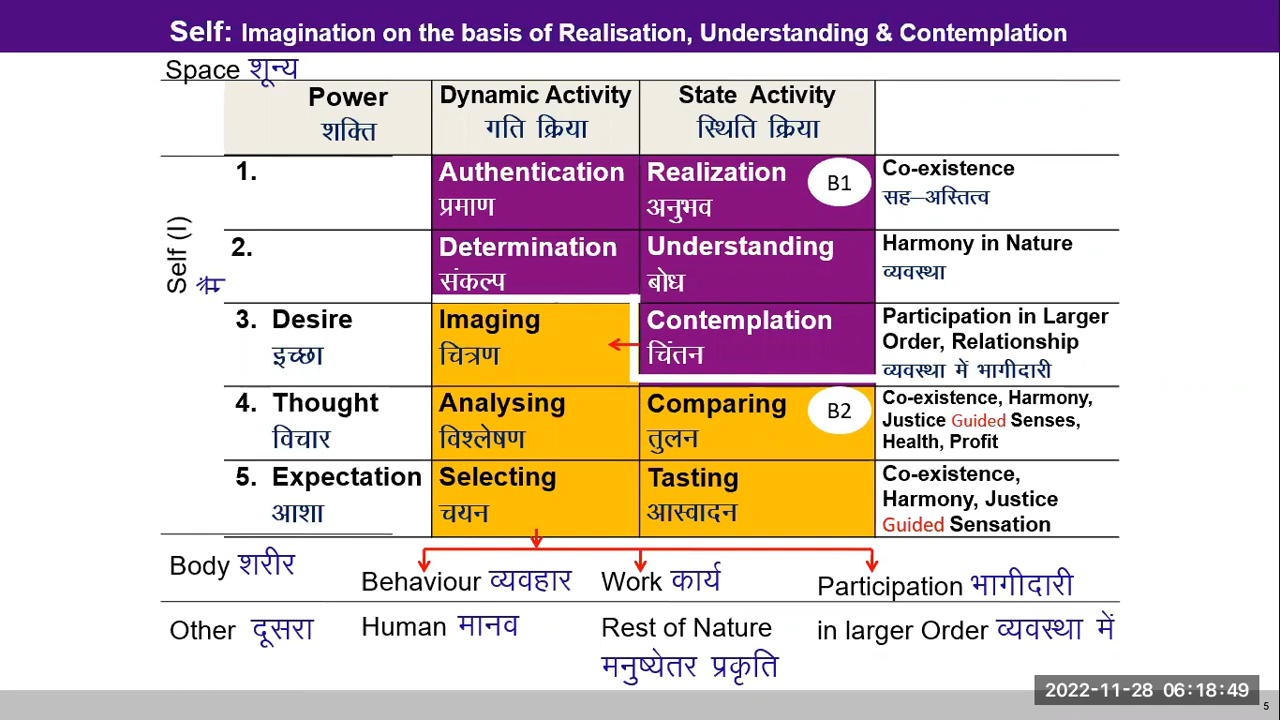 Self: Imagination on the basis of Realisation, Understanding & Contemplation
Space शून्य
Power
शक्ति
Dynamic Activity
गति क्रिया
State Activity
स्थिति क्रिया
Self (I)
मैं
1.
Authentication
प्रमाण
Realization
अनुभव
B1
Co-existence
सह–अस्तित्व
2.
Determination
संकल्प
Understanding
बोध
Harmony in Nature
व्यवस्था
3. Desire
इच्छा
Imaging
चित्रण
Contemplation
चिंतन
Participation in Larger
Order, Relationship
व्यवस्था में भागीदारी
4. Thought
विचार
Analysing
विश्लेषण
Comparing
तुलन
B2
Co-existence, Harmony,
Justice Guided Senses,
Health, Profit
5. Expectation
आशा
Selecting
चयन
Tasting
आस्वादन
Co-existence,
Harmony, Justice
Guided Sensation
Body शरीर
Behaviour व्यवहार
Work कार्य
Participation भागीदारी
Other दूसरा
Human मानव
Rest of Nature
मनुष्येतर प्रकृति
in larger Order व्यवस्था में
2022-11-28 06:18:49
5